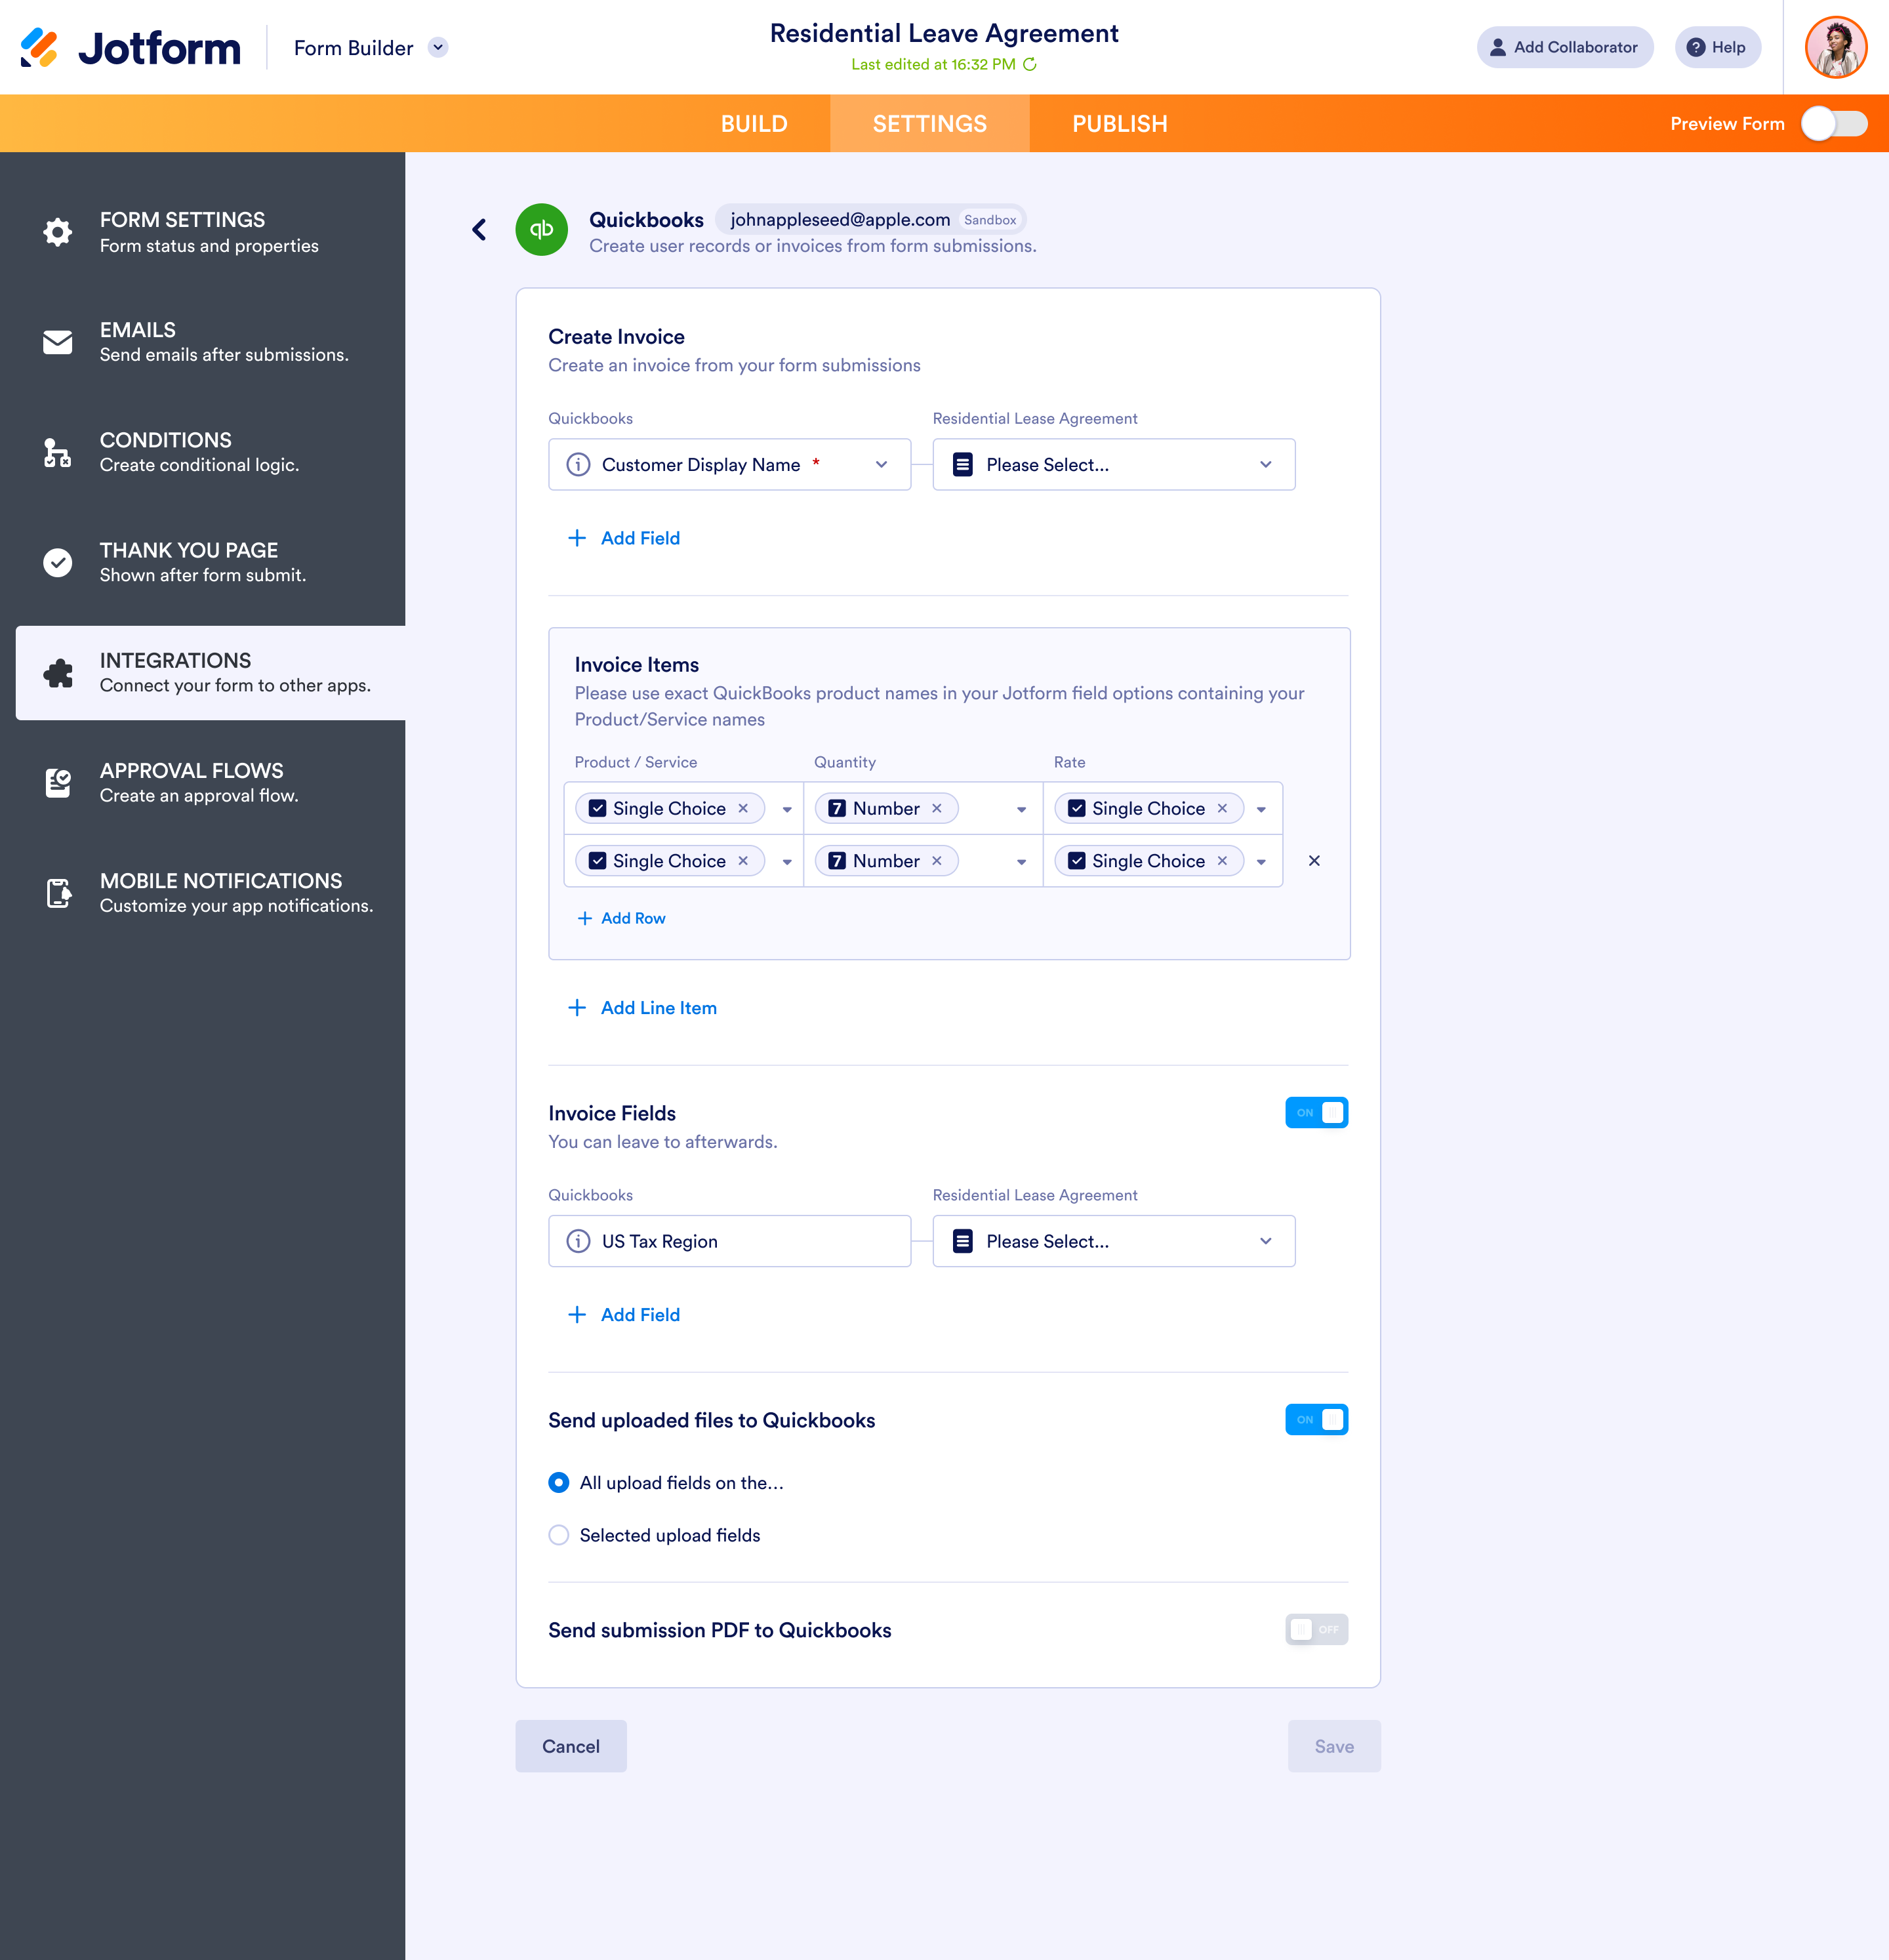 Jotform
Form Builder
Residential Leave Agreement
Last edited at 16:32 PM
Add Collaborator
Help
BUILD
SETTINGS
PUBLISH
Preview Form
FORM SETTINGS
Form status and properties
EMAILS
Send emails after submissions.
CONDITIONS
Create conditional logic.
THANK YOU PAGE
Shown after form submit.
INTEGRATIONS
Connect your form to other apps.
APPROVAL FLOWS
Create an approval flow.
MOBILE NOTIFICATIONS
Customize your app notifications.
qb
Quickbooks johnappleseed@apple.com Sandbox
Create user records or invoices from form submissions.
Create Invoice
Create an invoice from your form submissions
Quickbooks
Residential Lease Agreement
Customer Display Name *
Please Select...
Add Field
Invoice Items
Please use exact QuickBooks product names in your Jotform field options containing your
Product/Service names
Product / Service
Quantity
Rate
Single Choice
7 Number
Single Choice
Single Choice
7 Number
Single Choice
Add Row
Add Line Item
Invoice Fields
ON
You can leave to afterwards.
Quickbooks
Residential Lease Agreement
US Tax Region
Please Select...
Add Field
Send uploaded files to Quickbooks
ON
All upload fields on the...
Selected upload fields
Send submission PDF to Quickbooks
OFF
Cancel
Save